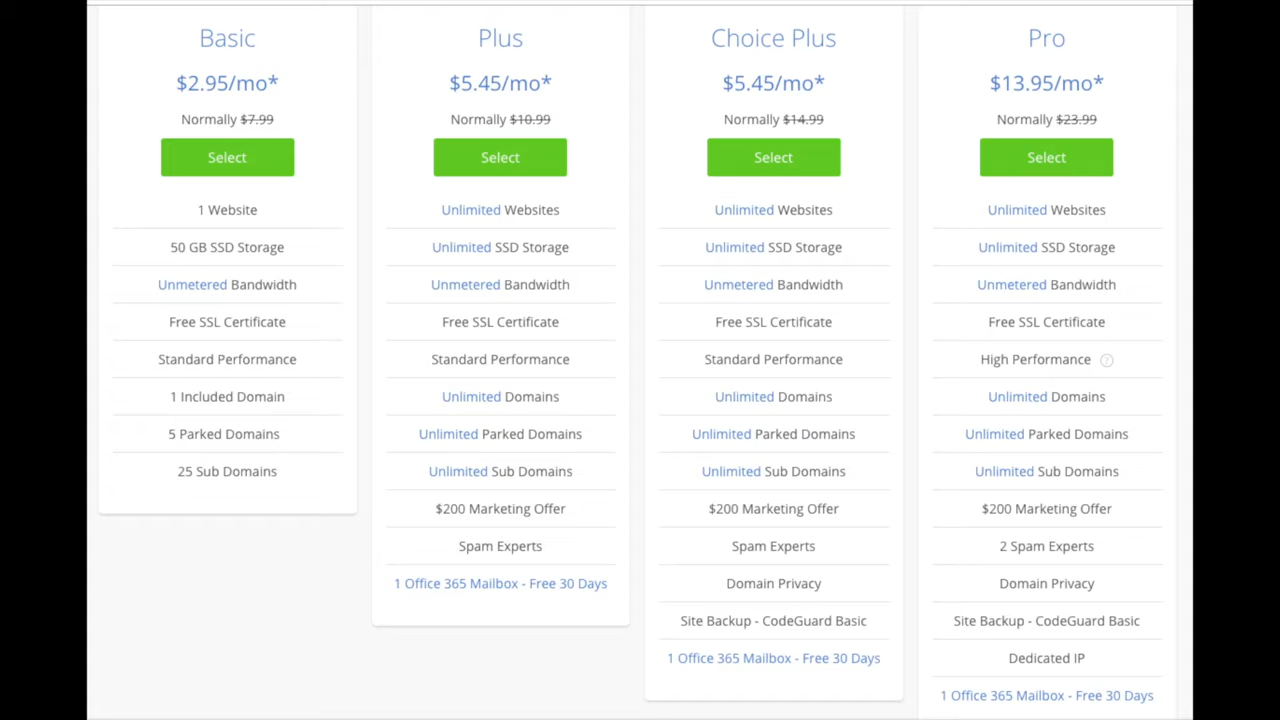 Basic
$2.95/mo*
Normally $7.99
Select
1 Website
50 GB SSD Storage
Unmetered Bandwidth
Free SSL Certificate
Standard Performance
1 Included Domain
5 Parked Domains
25 Sub Domains
Plus
$5.45/mo*
Normally $10.99
Select
Unlimited Websites
Unlimited SSD Storage
Unmetered Bandwidth
Free SSL Certificate
Standard Performance
Unlimited Domains
Unlimited Parked Domains
Unlimited Sub Domains
$200 Marketing Offer
Spam Experts
1 Office 365 Mailbox - Free 30 Days
Choice Plus
$5.45/mo*
Normally $14.99
Select
Unlimited Websites
Unlimited SSD Storage
Unmetered Bandwidth
Free SSL Certificate
Standard Performance
Unlimited Domains
Unlimited Parked Domains
Unlimited Sub Domains
$200 Marketing Offer
Spam Experts
Domain Privacy
Site Backup - CodeGuard Basic
1 Office 365 Mailbox - Free 30 Days
Pro
$13.95/mo*
Normally $23.99
Select
Unlimited Websites
Unlimited SSD Storage
Unmetered Bandwidth
Free SSL Certificate
High Performance ?
Unlimited Domains
Unlimited Parked Domains
Unlimited Sub Domains
$200 Marketing Offer
2 Spam Experts
Domain Privacy
Site Backup - CodeGuard Basic
Dedicated IP
1 Office 365 Mailbox - Free 30 Days